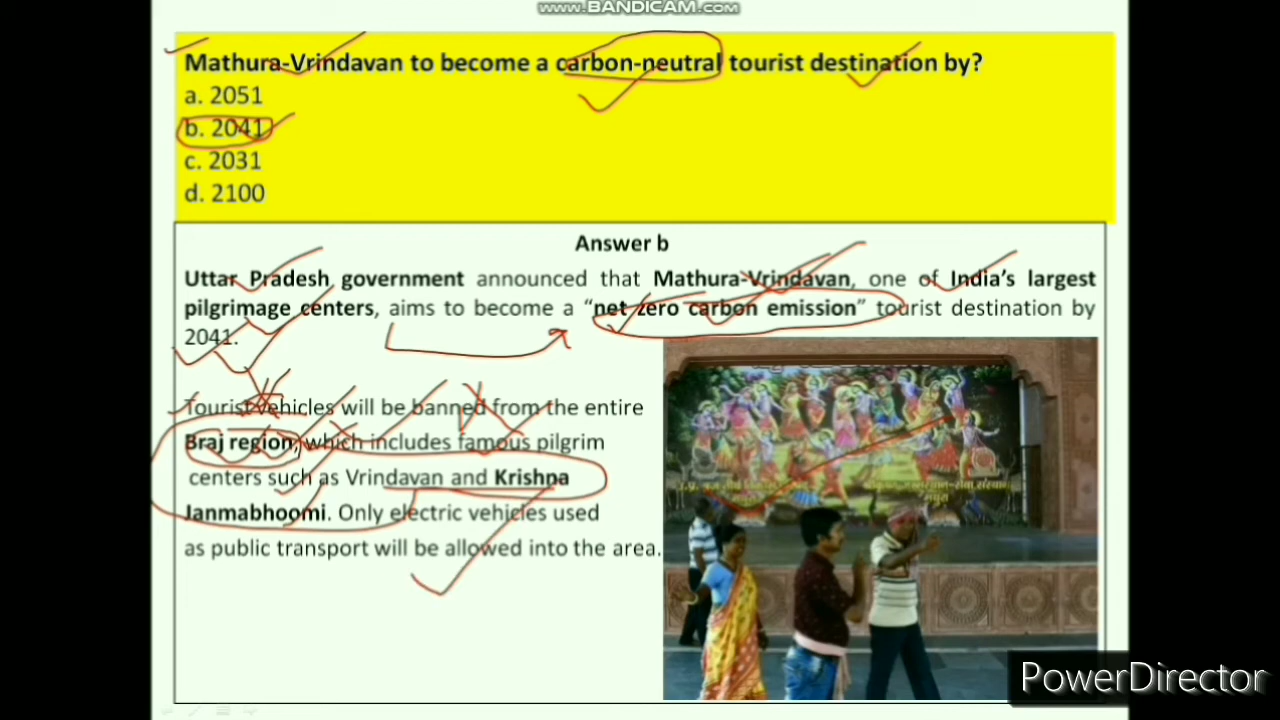 WWW.BANDICAM.COM
Mathura-Vrindavan to become a carbon-neutral tourist destination by?
a. 2051
b. 2041
c. 2031
d. 2100
Answer b
Uttar Pradesh government announced that Mathura-Vrindavan, one of India's largest
pilgrimage centers, aims to become a "net zero carbon emission" tourist destination by
2041.
Tourist vehicles will be banned from the entire
Braj region, which includes famous pilgrim
centers such as Vrindavan and Krishna
Janmabhoomi. Only electric vehicles used
as public transport will be allowed into the area.
मथुरा
PowerDirector